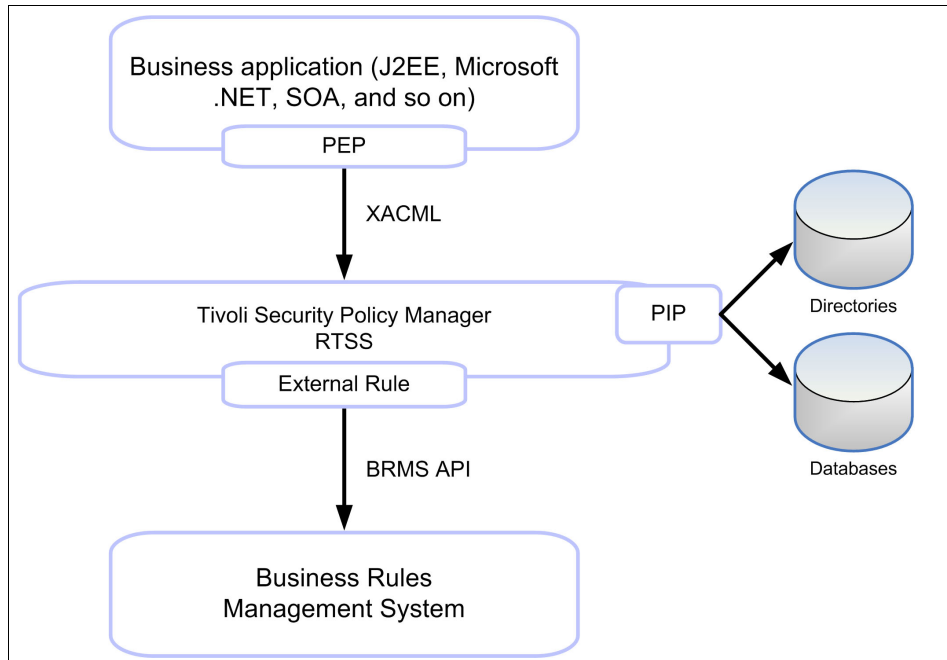 Business application (J2EE, Microsoft
.NET, SOA, and so on)
PEP
XACML
Tivoli Security Policy Manager
RTSS
PIP
Directories
External Rule
BRMS API
Databases
Business Rules
Management System